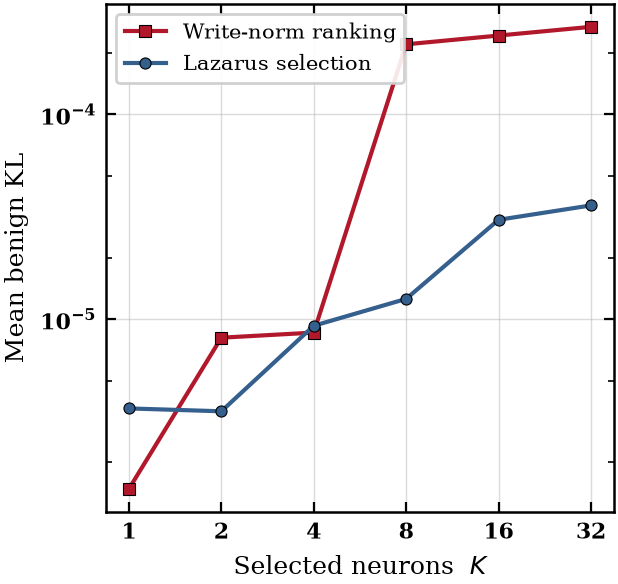 Write-norm ranking
Lazarus selection
Mean benign KL
10⁻⁴
10⁻⁵
1 2 4 8 16 32
Selected neurons K